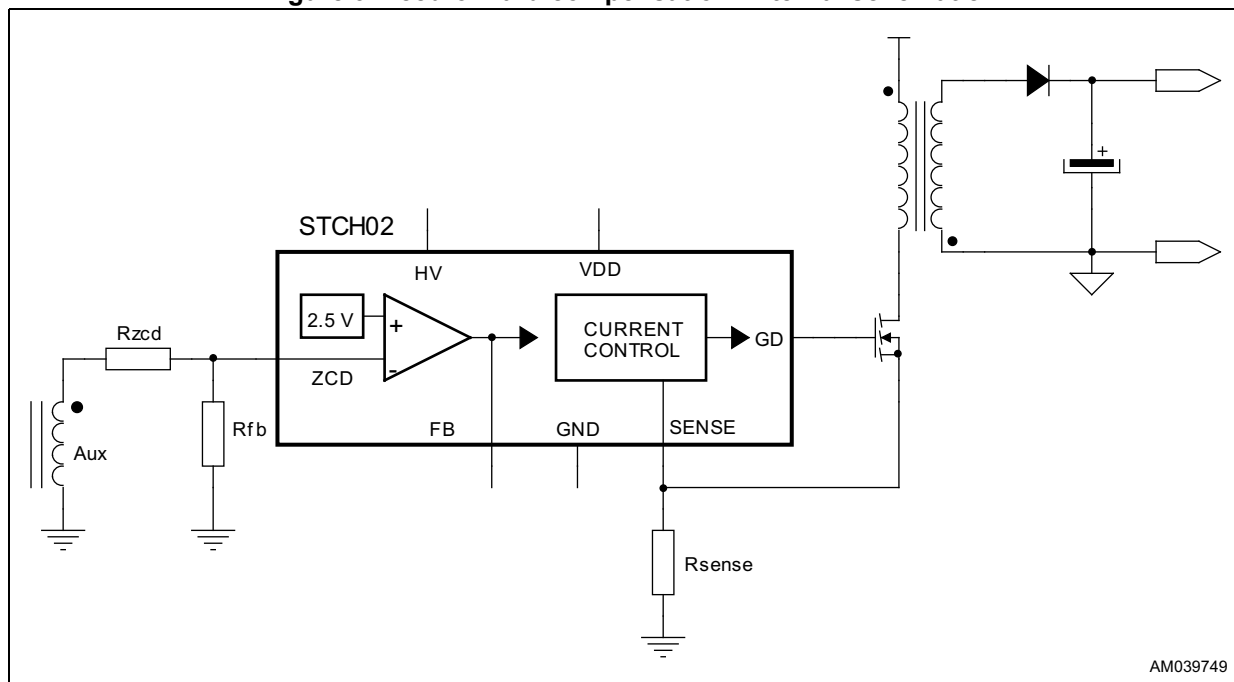 STCH02
HV
VDD
2.5 V
+
-
CURRENT
CONTROL
GD
+
Rzcd
ZCD
Rfb
FB
GND
SENSE
Aux
Rsense
AM039749